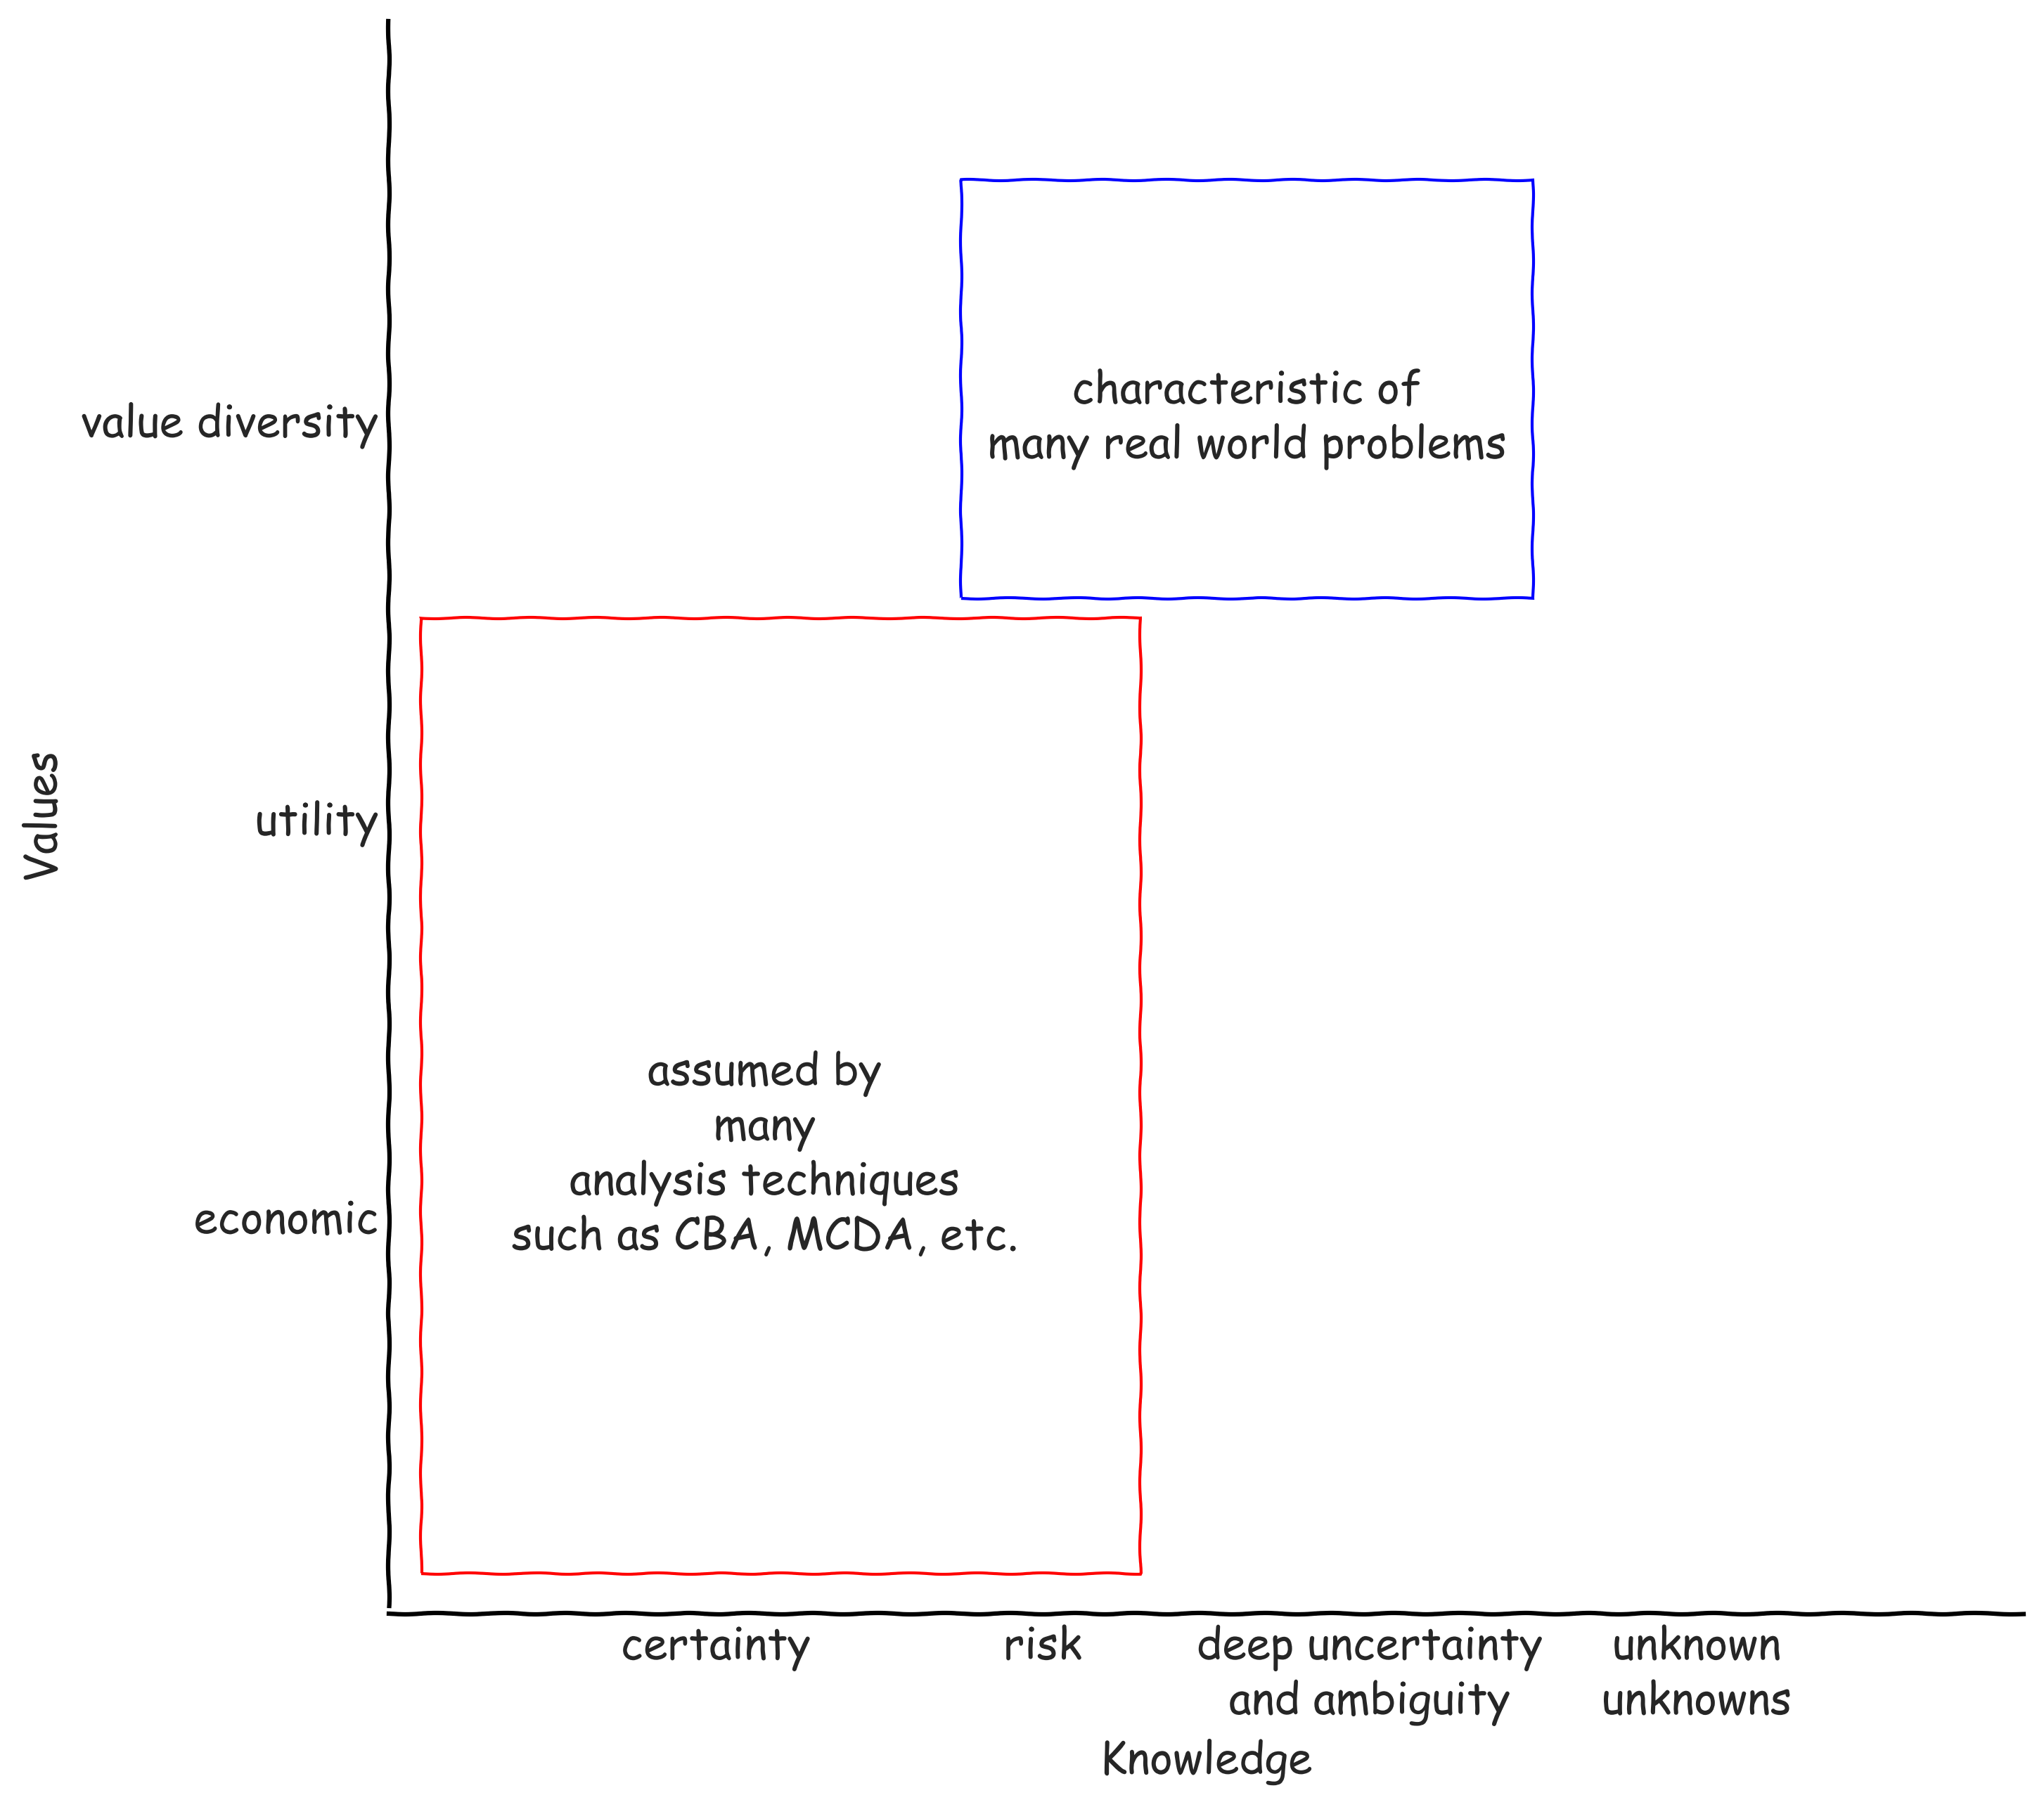 characteristic of
many real world problems
value diversity
Values
utility
assumed by
many
analysis techniques
such as CBA, MCDA, etc.
economic
certainty
risk
deep uncertainty
and ambiguity
unknown
unknowns
Knowledge